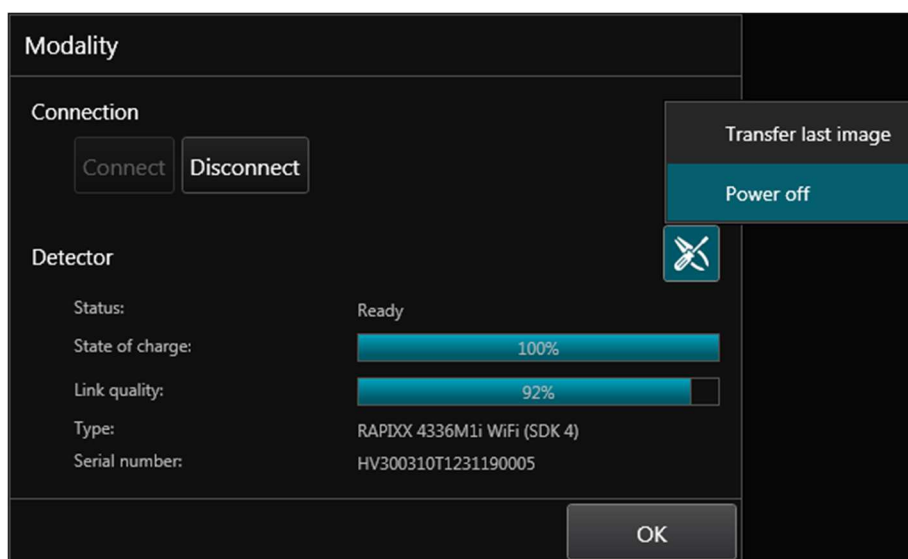 Modality
Connection
Connect Disconnect
Transfer last image
Power off
Detector
Status: Ready
State of charge: 100%
Link quality: 92%
Type: RAPIXX 4336M1i WiFi (SDK 4)
Serial number: HV300310T1231190005
OK